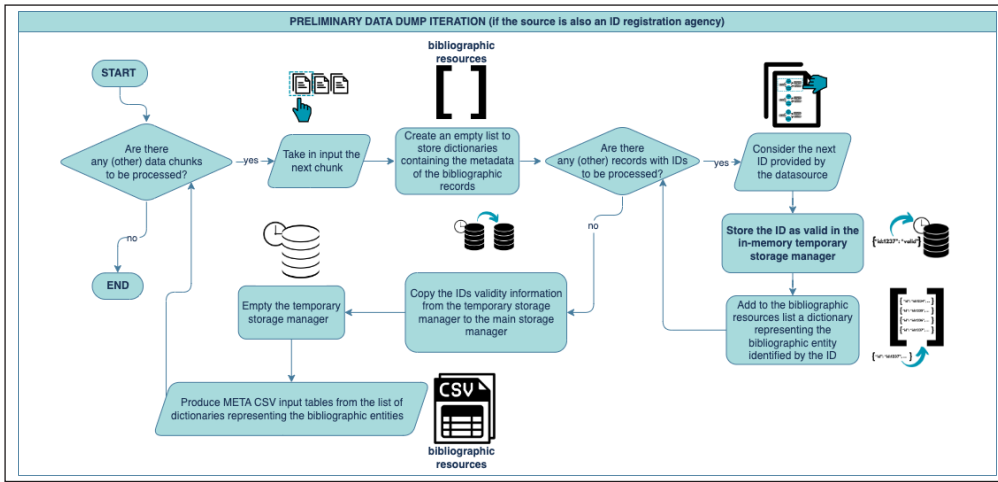 PRELIMINARY DATA DUMP ITERATION (if the source is also an ID registration agency)
START
Are there
any (other) data chunks
to be processed?
yes
no
END
Take in input the
next chunk
bibliographic
resources
Create an empty list to
store dictionaries
containing the metadata
of the bibliographic
records
Are there
any (other) records with IDs
to be processed?
yes
no
Consider the next
ID provided by
the datasource
Store the ID as valid in the
in-memory temporary
storage manager
Add to the bibliographic
resources list a dictionary
representing the
bibliographic entity
identified by the ID
Copy the IDs validity information
from the temporary storage
manager to the main storage
manager
Empty the temporary
storage manager
Produce META CSV input tables from the list of
dictionaries representing the bibliographic entities
CSV
bibliographic
resources